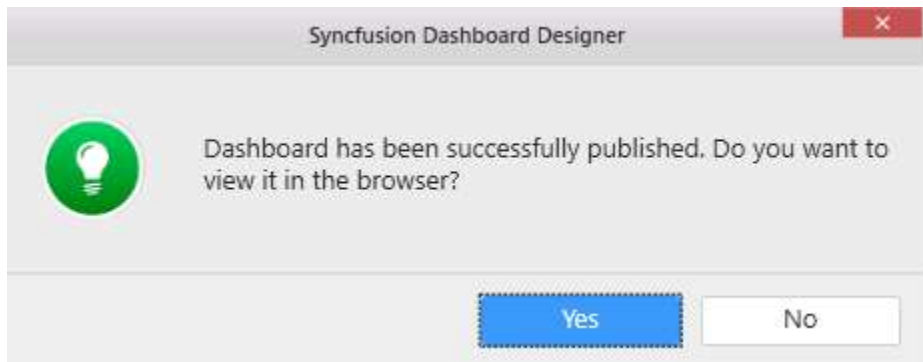 Syncfusion Dashboard Designer
Dashboard has been successfully published. Do you want to
view it in the browser?
Yes
No